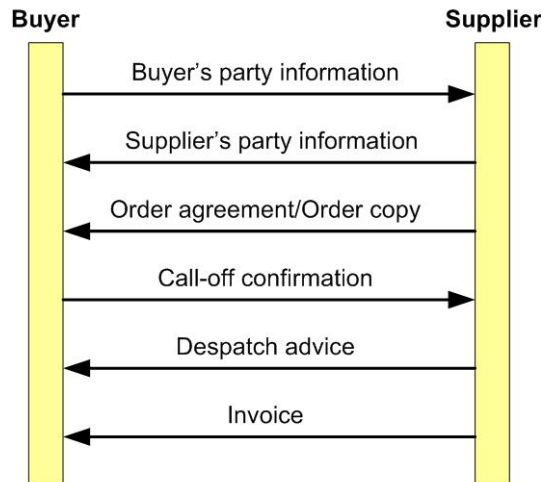 Buyer
Supplier
Buyer’s party information
Supplier’s party information
Order agreement/Order copy
Call-off confirmation
Despatch advice
Invoice